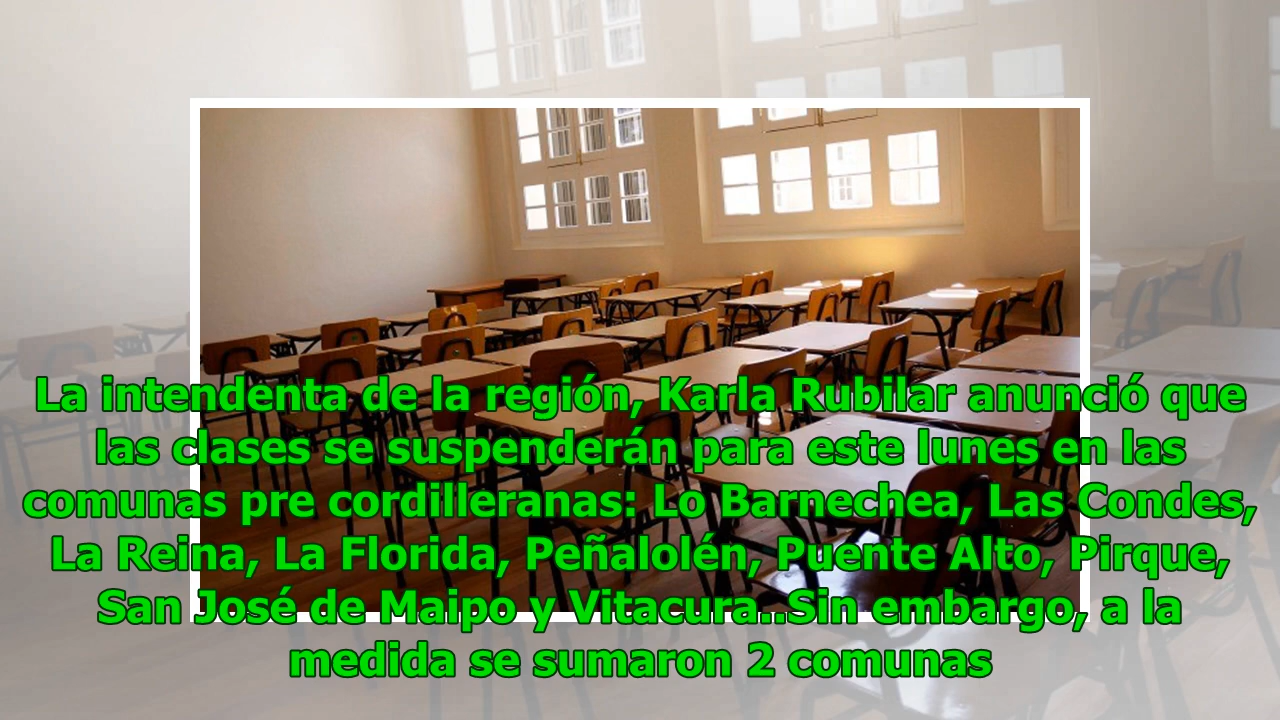 La intendenta de la región, Karla Rubilar anunció que
las clases se suspenderán para este lunes en las
comunas pre cordilleranas: Lo Barnechea, Las Condes,
La Reina, La Florida, Peñalolén, Puente Alto, Pirque,
San José de Maipo y Vitacura..Sin embargo, a la
medida se sumaron 2 comunas